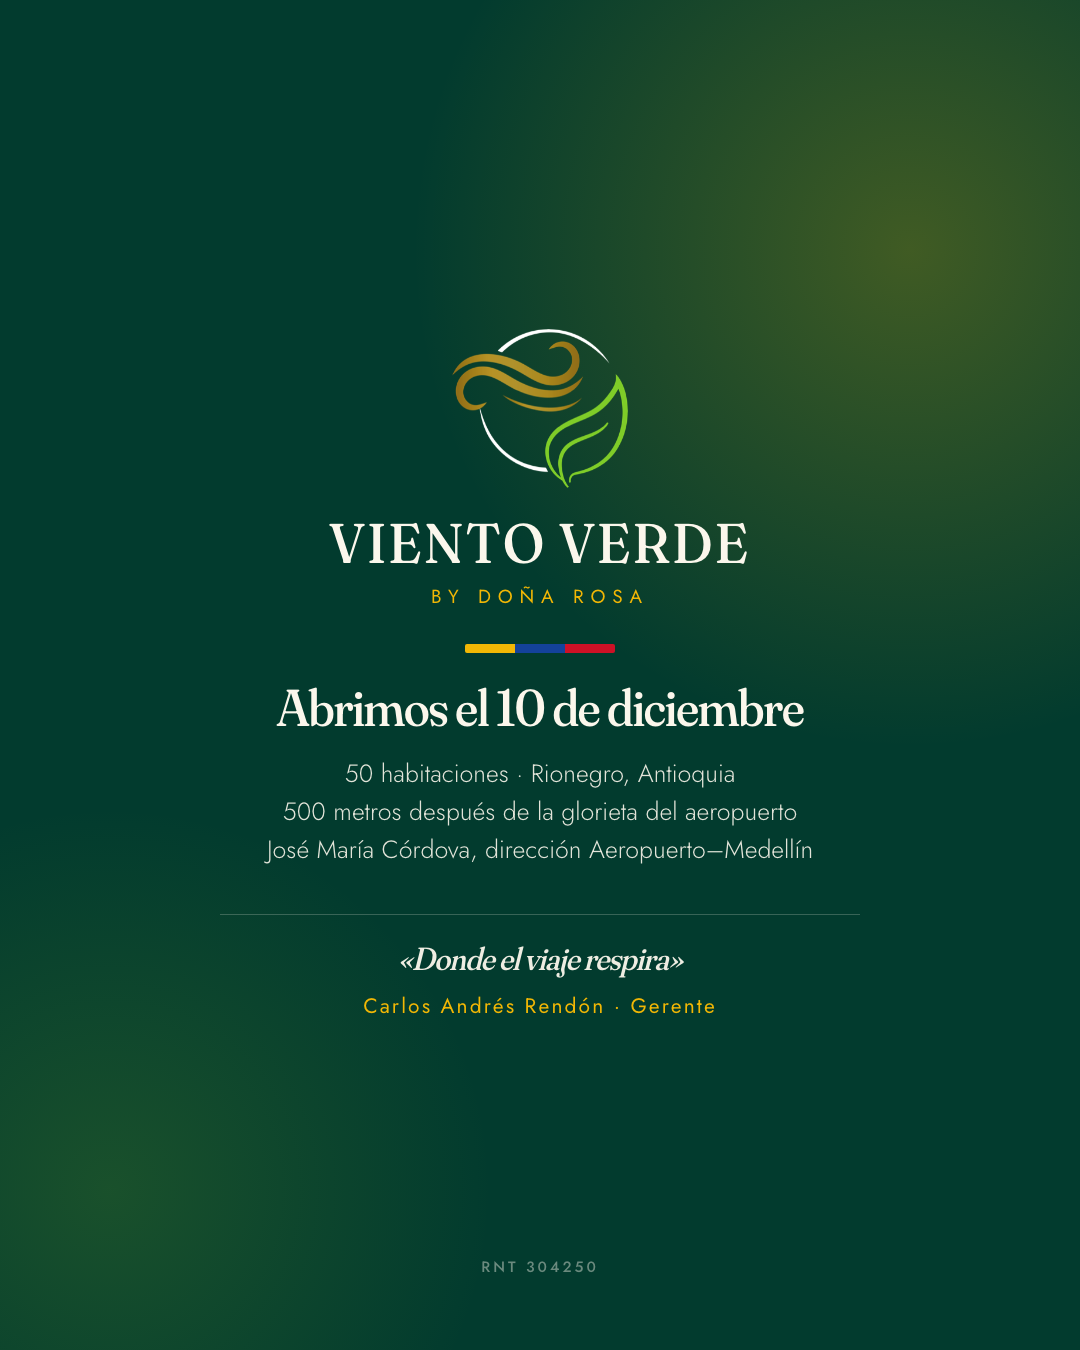 VIENTO VERDE
BY DOÑA ROSA
Abrimos el 10 de diciembre
50 habitaciones · Rionegro, Antioquia
500 metros después de la glorieta del aeropuerto
José María Córdova, dirección Aeropuerto–Medellín
«Donde el viaje respira»
Carlos Andrés Rendón · Gerente
RNT 304250